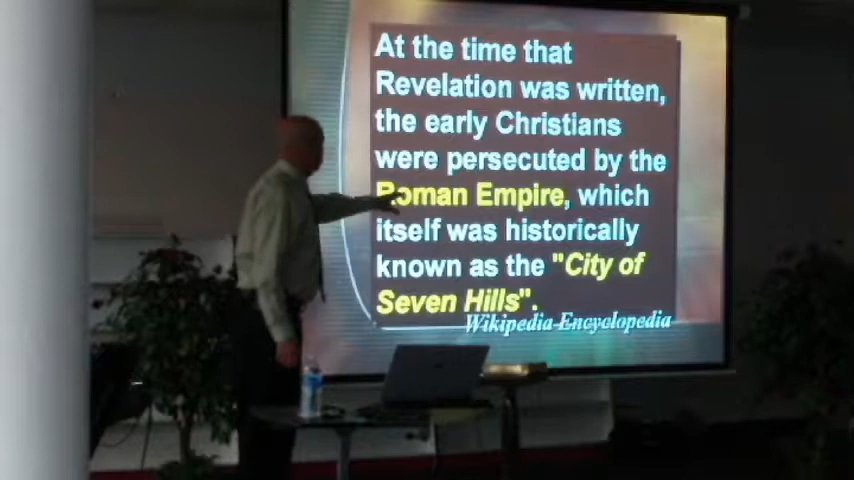 At the time that
Revelation was written,
the early Christians
were persecuted by the
Roman Empire, which
itself was historically
known as the "City of
Seven Hills".
Wikipedia Encyclopedia